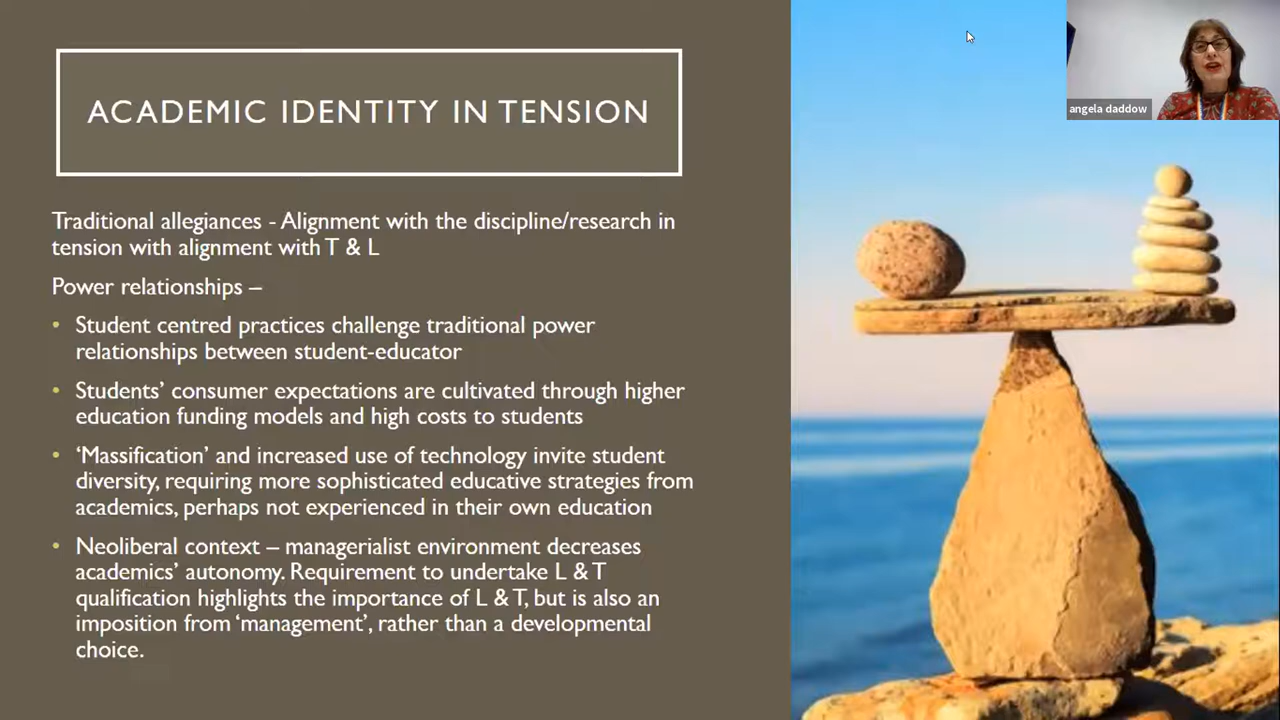 angela daddow
ACADEMIC IDENTITY IN TENSION
Traditional allegiances - Alignment with the discipline/research in
tension with alignment with T & L
Power relationships –
• Student centred practices challenge traditional power
relationships between student-educator
• Students’ consumer expectations are cultivated through higher
education funding models and high costs to students
• ‘Massification’ and increased use of technology invite student
diversity, requiring more sophisticated educative strategies from
academics, perhaps not experienced in their own education
• Neoliberal context – managerialist environment decreases
academics’ autonomy. Requirement to undertake L & T
qualification highlights the importance of L & T, but is also an
imposition from ‘management’, rather than a developmental
choice.